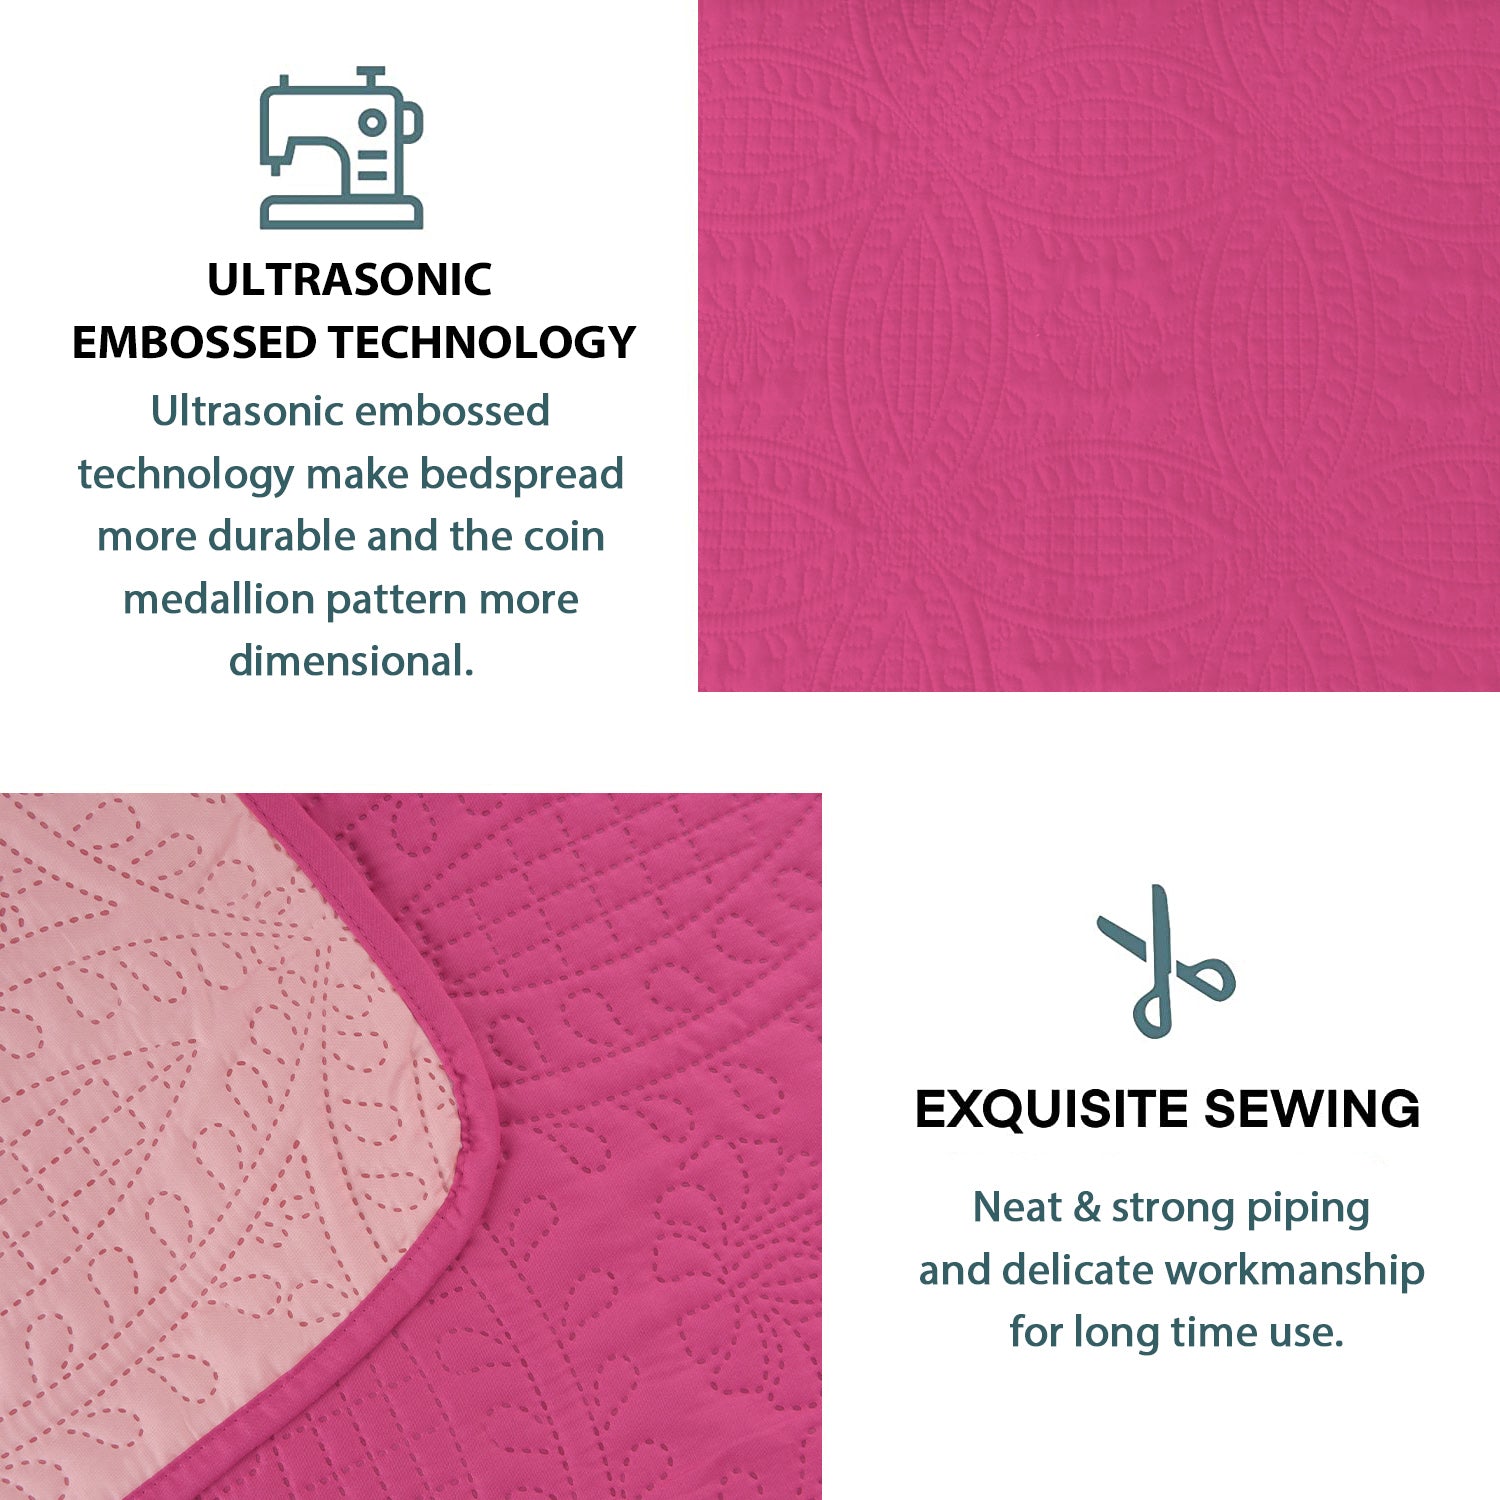 ULTRASONIC
EMBOSSED TECHNOLOGY
Ultrasonic embossed
technology make bedspread
more durable and the coin
medallion pattern more
dimensional.
EXQUISITE SEWING
Neat & strong piping
and delicate workmanship
for long time use.